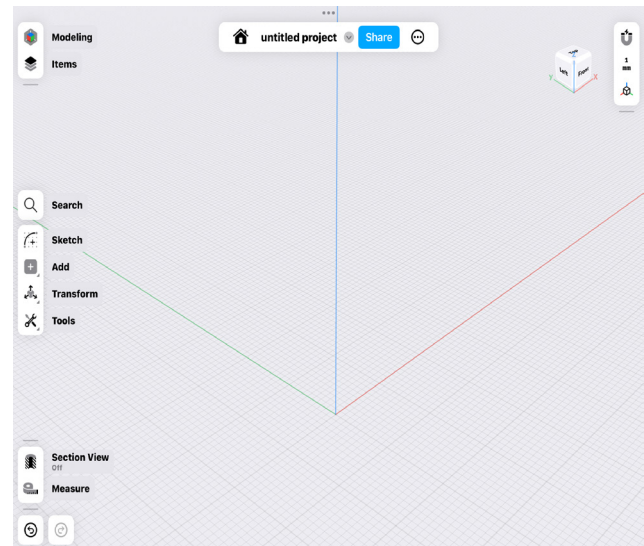 Modeling
Items
untitled project
Share
1
mm
Left
Front
Z
Y
X
Search
Sketch
Add
Transform
Tools
Section View
Off
Measure